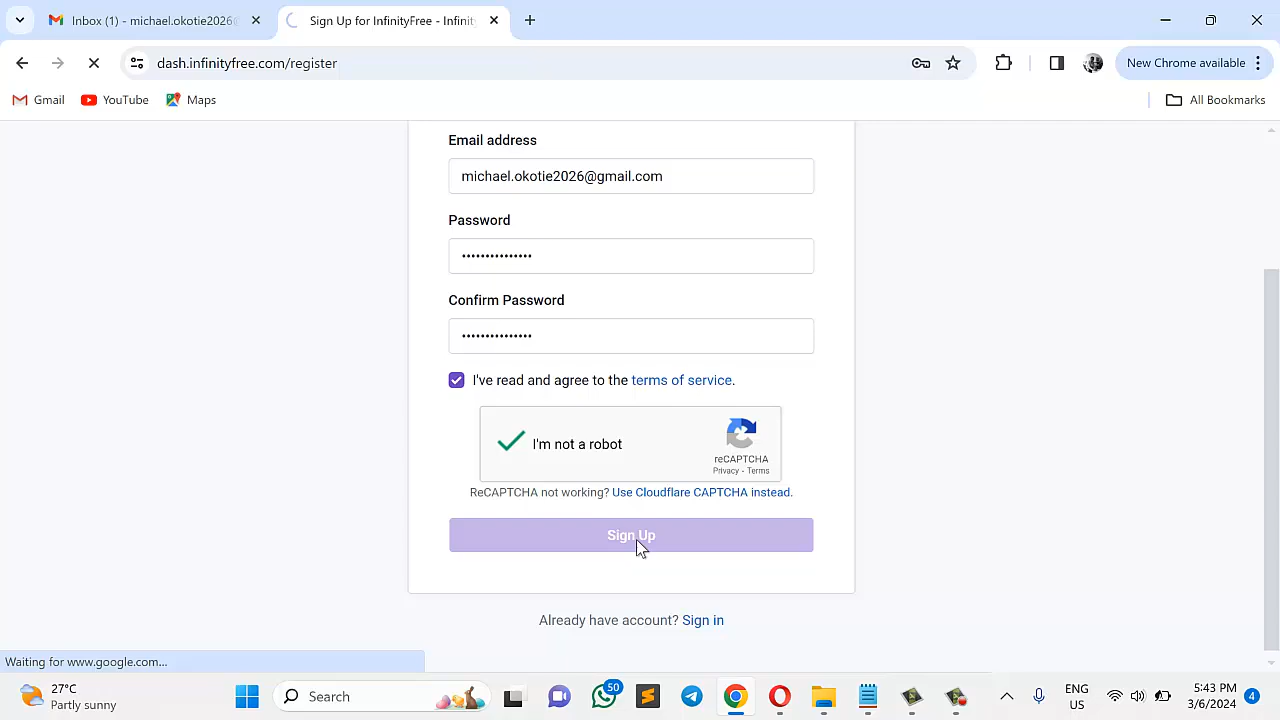 Inbox (1) - michael.okotie2026@
Sign Up for InfinityFree - Infinit
dash.infinityfree.com/register
New Chrome available
Gmail
YouTube
Maps
All Bookmarks
Email address
michael.okotie2026@gmail.com
Password
•••••••••••••••
Confirm Password
•••••••••••••••
I've read and agree to the terms of service.
I'm not a robot
reCAPTCHA
Privacy - Terms
ReCAPTCHA not working? Use Cloudflare CAPTCHA instead.
Sign Up
Already have account? Sign in
Waiting for www.google.com...
27°C
Partly sunny
Search
50
ENG
US
5:43 PM
3/6/2024
4